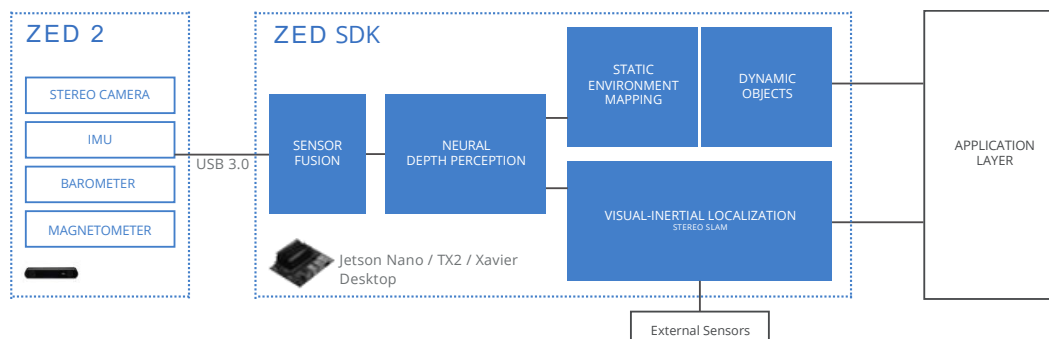 ZED 2
STEREO CAMERA
IMU
BAROMETER
MAGNETOMETER
USB 3.0
ZED SDK
SENSOR
FUSION
NEURAL
DEPTH PERCEPTION
STATIC
ENVIRONMENT
MAPPING
DYNAMIC
OBJECTS
VISUAL-INERTIAL LOCALIZATION
STEREO SLAM
Jetson Nano / TX2 / Xavier
Desktop
External Sensors
APPLICATION
LAYER